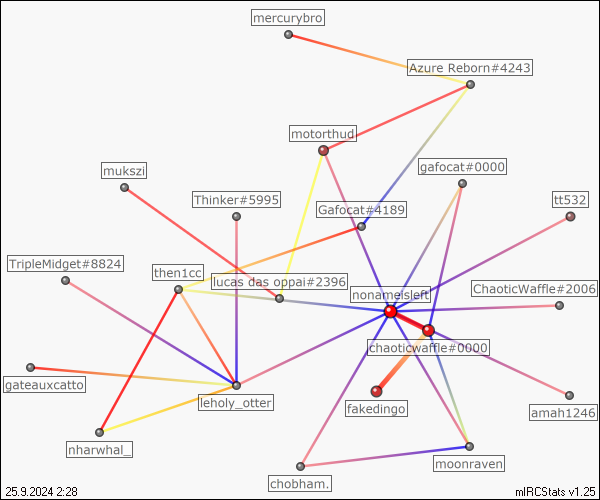 mercurybro
Azure Reborn#4243
motorthud
gafocat#0000
mukszi
Thinker#5995
tt532
Gafocat#4189
TripleMidget#8824
then1cc
lucas das oppai#2396
ChaoticWaffle#2006
nonameisleft
chaoticwaffle#0000
gateauxcatto
leholy_otter
fakedingo
amah1246
nharwhal_
moonraven
chobham.
25.9.2024 2:28
mIRCStats v1.25